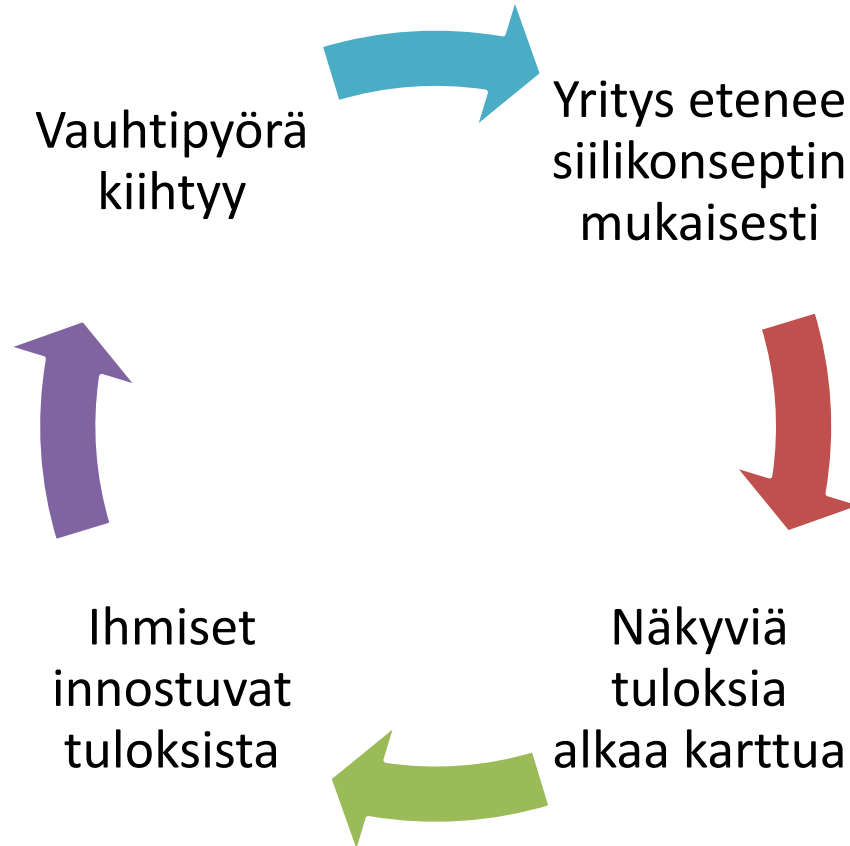 Vauhtipyörä
kiihtyy
Yritys etenee
siilikonseptin
mukaisesti
Näkyviä
tuloksia
alkaa karttua
Ihmiset
innostuvat
tuloksista